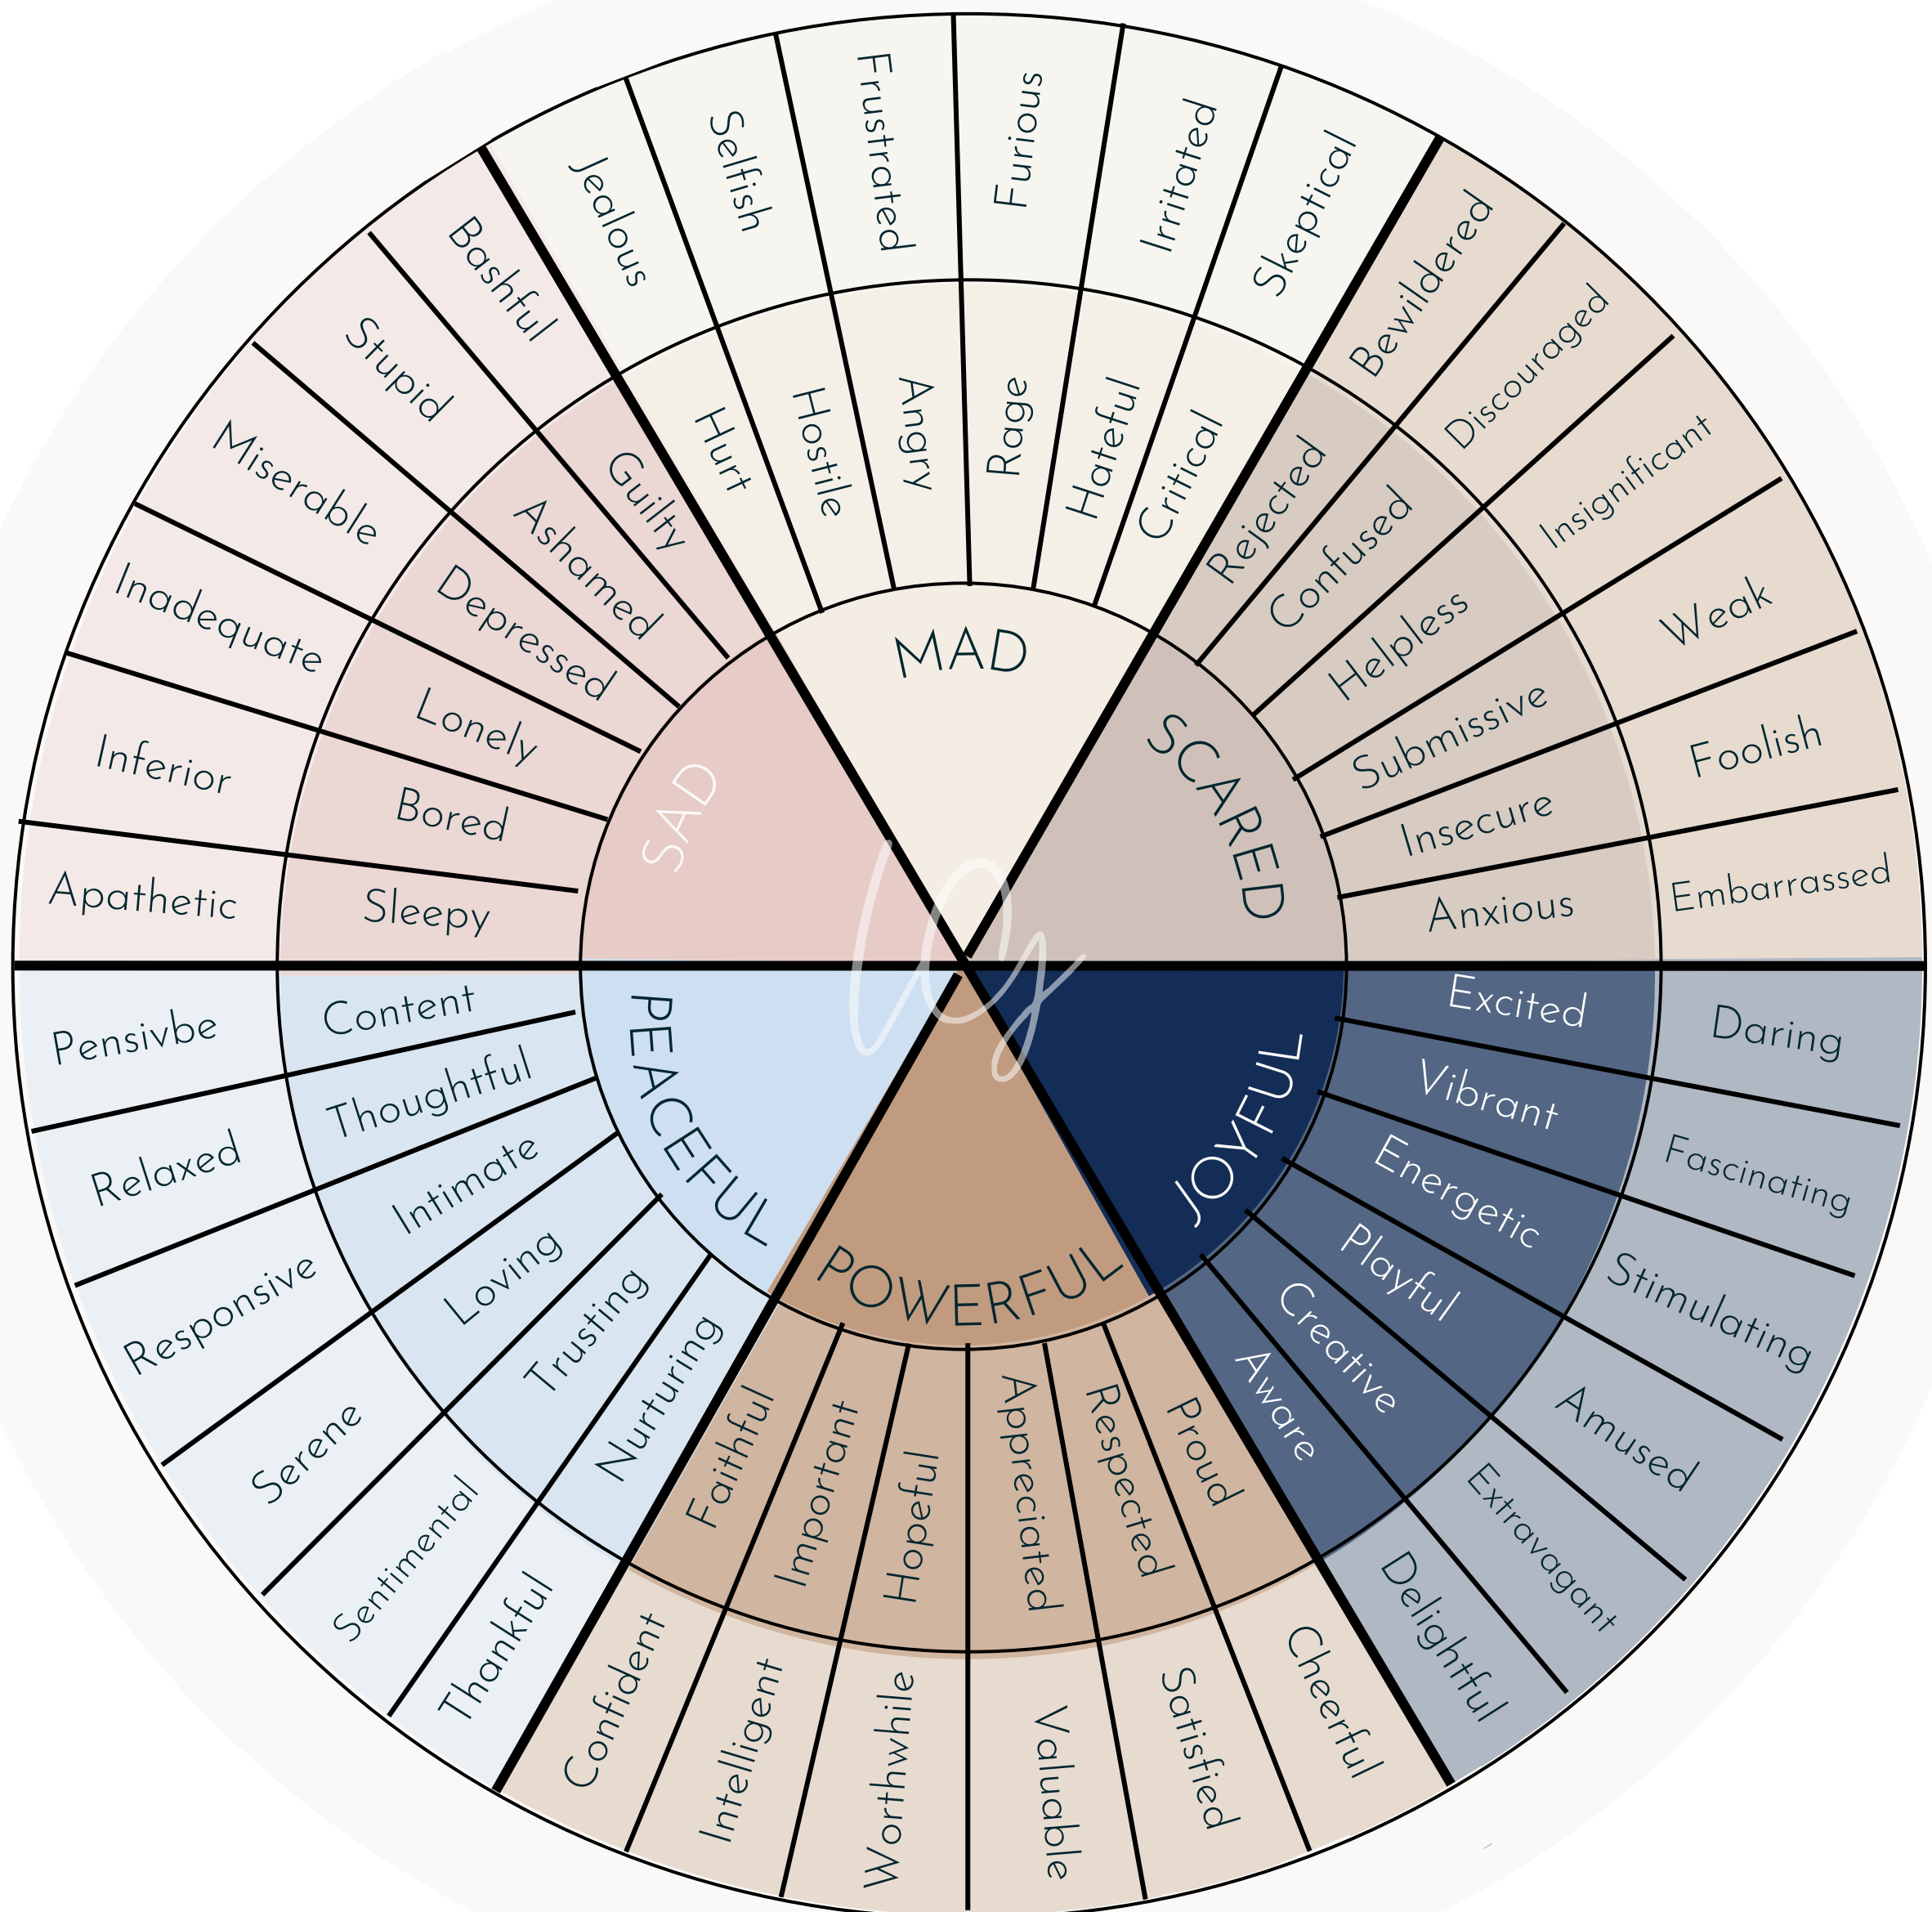 MAD
Hurt
Hostile
Angry
Rage
Hateful
Critical
Jealous
Selfish
Frustrated
Furious
Irritated
Skeptical
SCARED
Rejected
Confused
Helpless
Submissive
Insecure
Anxious
Bewildered
Discouraged
Insignificant
Weak
Foolish
Embarrassed
JOYFUL
Excited
Vibrant
Energetic
Playful
Creative
Aware
Daring
Fascinating
Stimulating
Amused
Extravagant
Delightful
POWERFUL
Proud
Respected
Appreciated
Hopeful
Important
Faithful
Cheerful
Satisfied
Valuable
Worthwhile
Intelligent
Confident
PEACEFUL
Nurturing
Trusting
Loving
Intimate
Thoughtful
Content
Thankful
Sentimental
Serene
Responsive
Relaxed
Pensivbe
SAD
Sleepy
Bored
Lonely
Depressed
Ashamed
Guilty
Apathetic
Inferior
Inadequate
Miserable
Stupid
Bashful